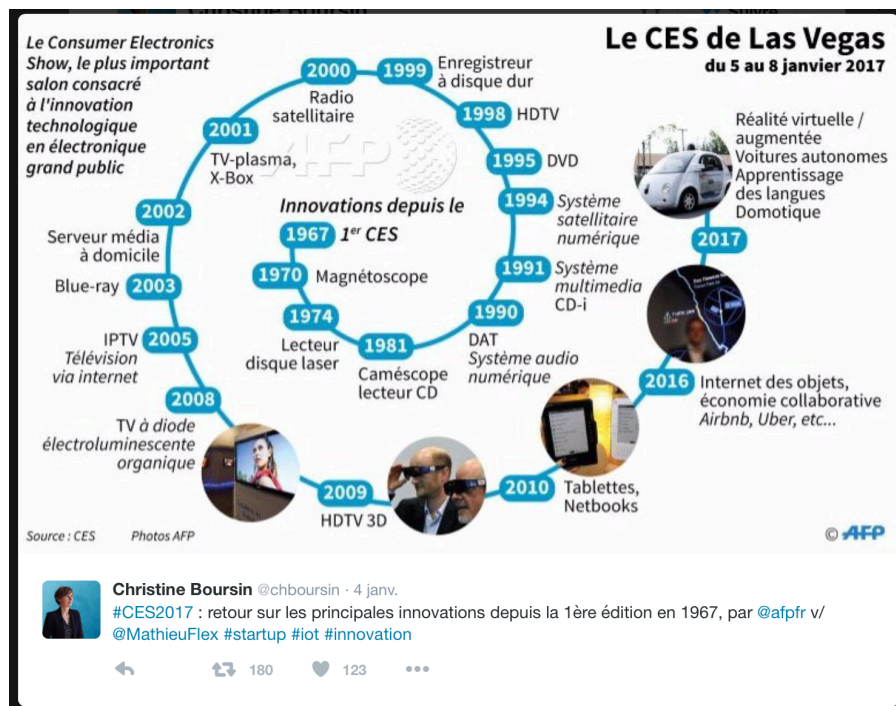 Christine Boursin
Suivre
Le Consumer Electronics
Show, le plus important
salon consacré
à l'innovation
technologique
en électronique
grand public
Le CES de Las Vegas
du 5 au 8 janvier 2017
Innovations depuis le
1967 1er CES
1970 Magnétoscope
1974
Lecteur
disque laser
1981
Caméscope
lecteur CD
1990
DAT
Système audio
numérique
1991 Système
multimedia
CD-i
1994 Système
satellitaire
numérique
1995 DVD
1998 HDTV
1999 Enregistreur
à disque dur
2000
Radio
satellitaire
2001
TV-plasma,
X-Box
2002
Serveur média
à domicile
Blue-ray 2003
IPTV 2005
Télévision
via internet
2008
TV à diode
électroluminescente
organique
2009
HDTV 3D
2010 Tablettes,
Netbooks
2016 Internet des objets,
économie collaborative
Airbnb, Uber, etc...
Réalité virtuelle /
augmentée
Voitures autonomes
Apprentissage
des langues
Domotique
2017
AFP
Source : CES Photos AFP
© AFP
Christine Boursin @chboursin · 4 janv.
#CES2017 : retour sur les principales innovations depuis la 1ère édition en 1967, par @afpfr v/
@MathieuFlex #startup #iot #innovation
180 123